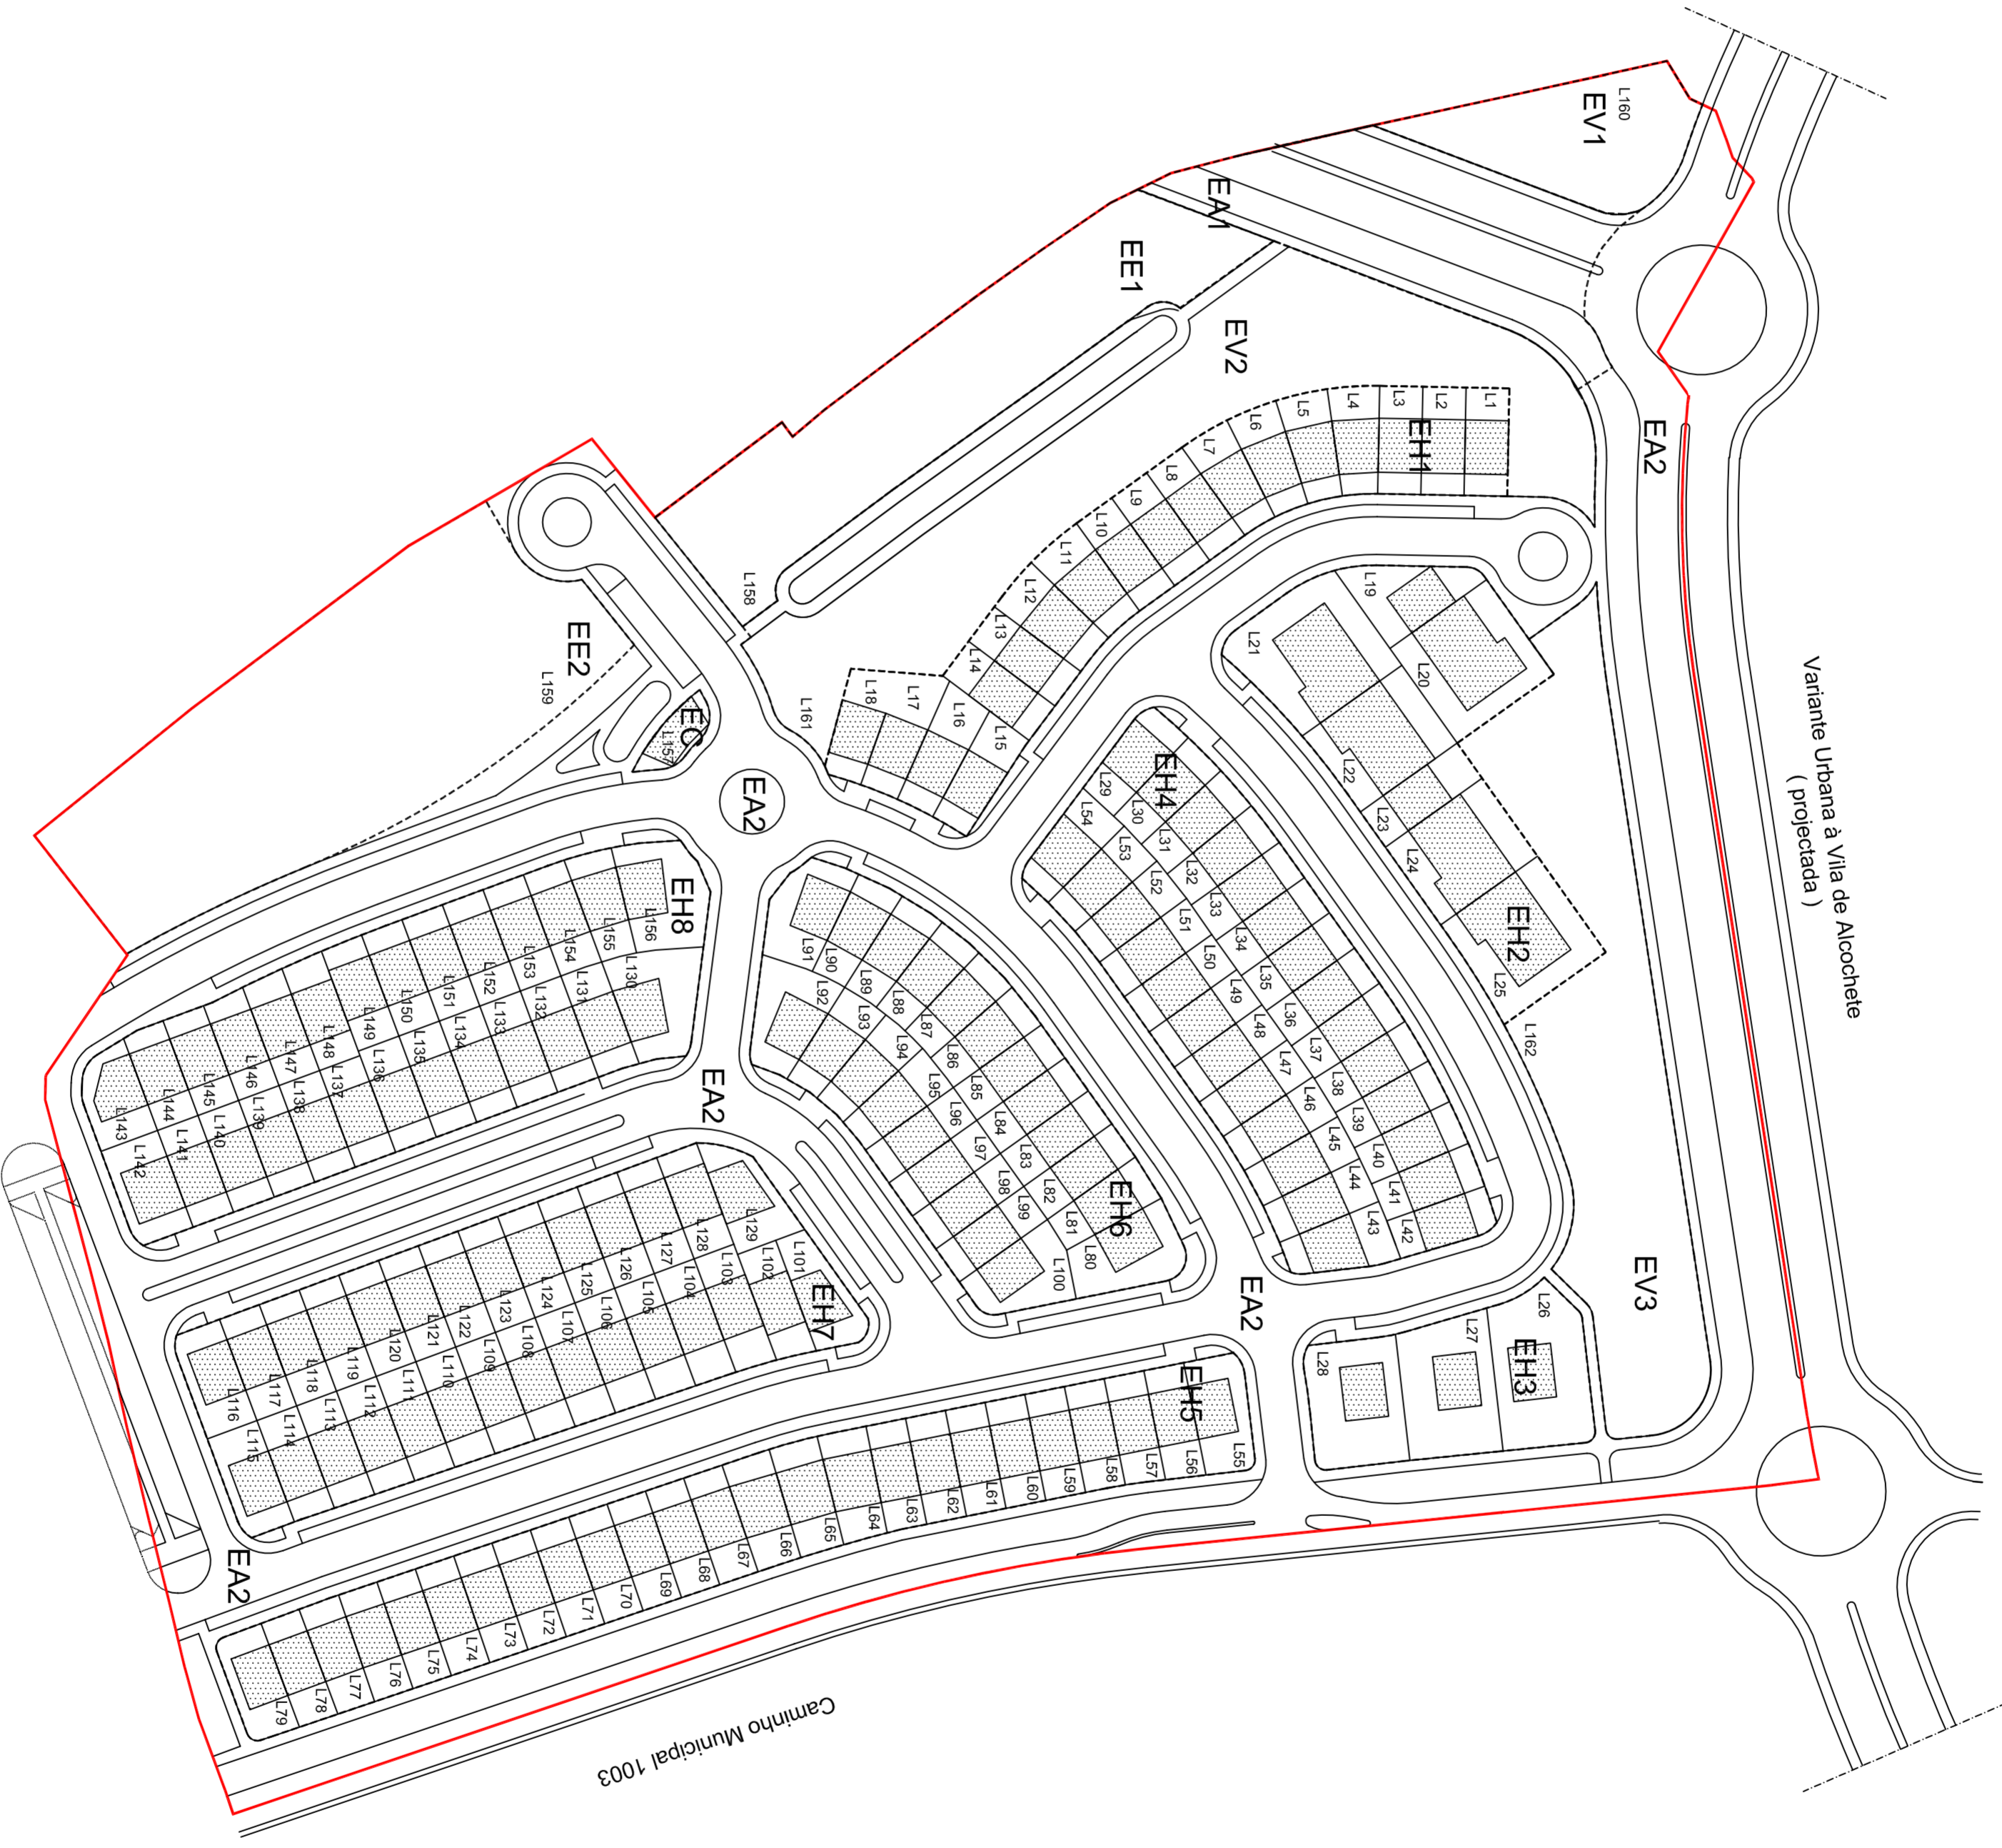 L160
EV1
EA1
EE1
EV2
EA2
Variante Urbana à Vila de Alcochete
( projectada )
L1
L2
L3
L4
L5
L6
L7
L8
L9
L10
L11
L12
L13
L14
L15
L16
L17
L18
EH1
L19
L20
L21
L22
L23
L24
L25
EH2
L162
L158
L161
EE2
L159
EC
L157
EA2
EH4
L29
L30
L31
L32
L33
L34
L35
L36
L37
L38
L39
L40
L41
L42
L43
L44
L45
L46
L47
L48
L49
L50
L51
L52
L53
L54
EV3
L26
L27
L28
EH3
EA2
EH8
L156
L155
L154
L153
L152
L151
L150
L149
L148
L147
L146
L145
L144
L143
L142
L141
L140
L139
L138
L137
L136
L135
L134
L133
L132
L131
L130
EA2
L91
L90
L89
L88
L87
L86
L85
L84
L83
L82
L81
L80
EH6
L92
L93
L94
L95
L96
L97
L98
L99
L100
L129
L128
L127
L126
L125
L124
L123
L122
L121
L120
L119
L118
L117
L116
L115
L114
L113
L112
L111
L110
L109
L108
L107
L106
L105
L104
L103
L102
L101
EH7
EH5
L55
L56
L57
L58
L59
L60
L61
L62
L63
L64
L65
L66
L67
L68
L69
L70
L71
L72
L73
L74
L75
L76
L77
L78
L79
EA2
Caminho Municipal 1003